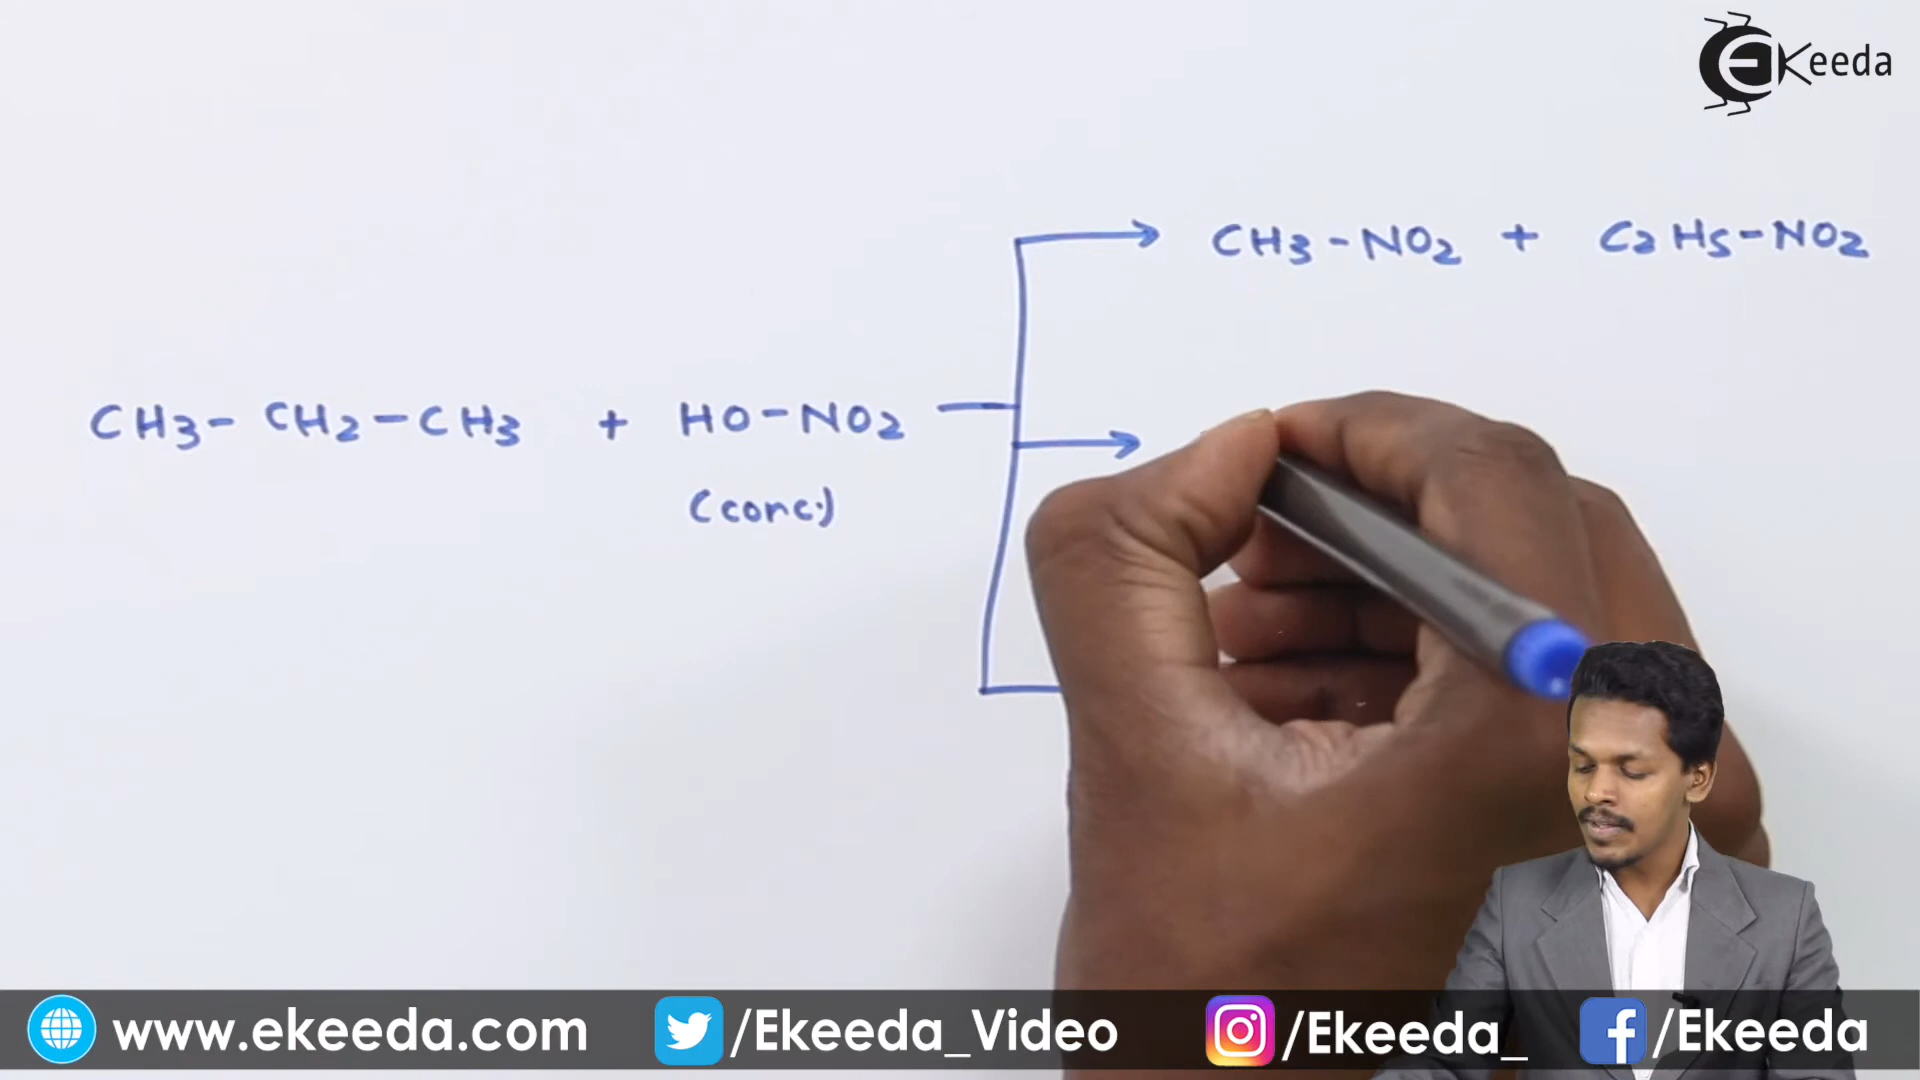 EKeeda
CH3-NO2 + C2H5-NO2
CH3-CH2-CH3 + HO-NO2
(conc.)
www.ekeeda.com /Ekeeda_Video /Ekeeda_ /Ekeeda